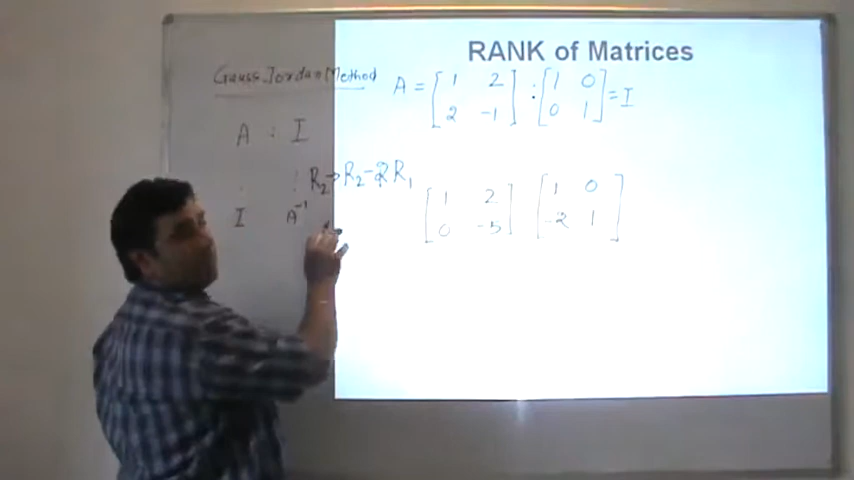 RANK of Matrices
Gauss Jordan Method
A = [1 2] : [1 0] = I
[2 -1] [0 1]
A : I
R2 → R2 - 2R1
I A^-1
[1 2] [1 0]
[0 -5] [-2 1]